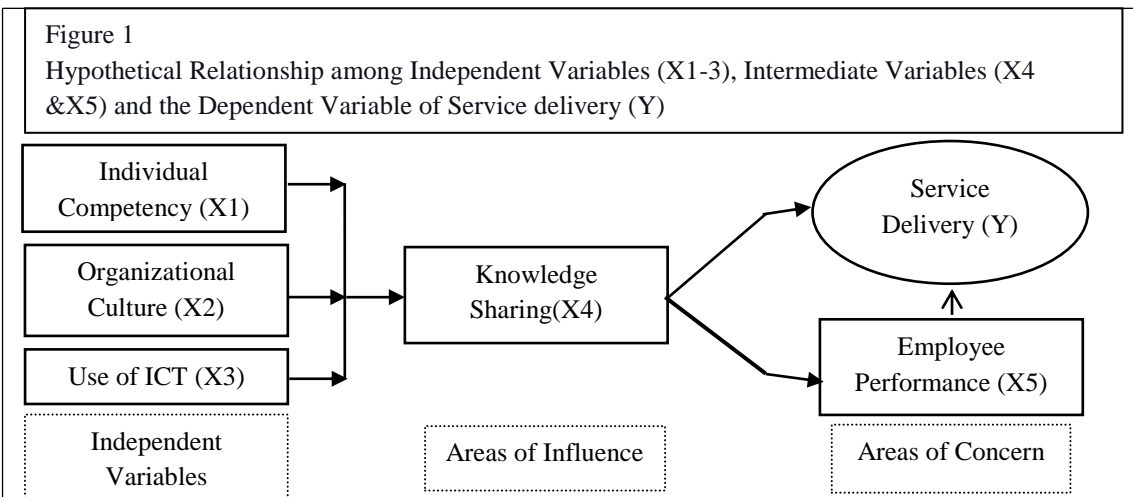 Figure 1
Hypothetical Relationship among Independent Variables (X1-3), Intermediate Variables (X4
&X5) and the Dependent Variable of Service delivery (Y)
Individual
Competency (X1)
Organizational
Culture (X2)
Use of ICT (X3)
Independent
Variables
Knowledge
Sharing(X4)
Areas of Influence
Service
Delivery (Y)
Employee
Performance (X5)
Areas of Concern